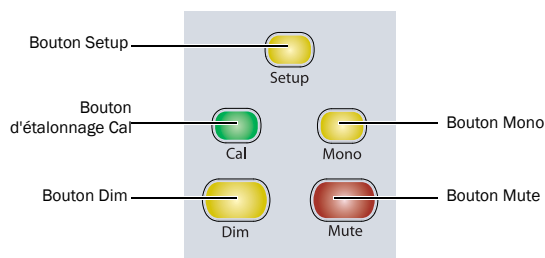 Bouton Setup
Setup
Bouton
d'étalonnage Cal
Bouton Mono
Cal
Mono
Bouton Dim
Bouton Mute
Dim
Mute